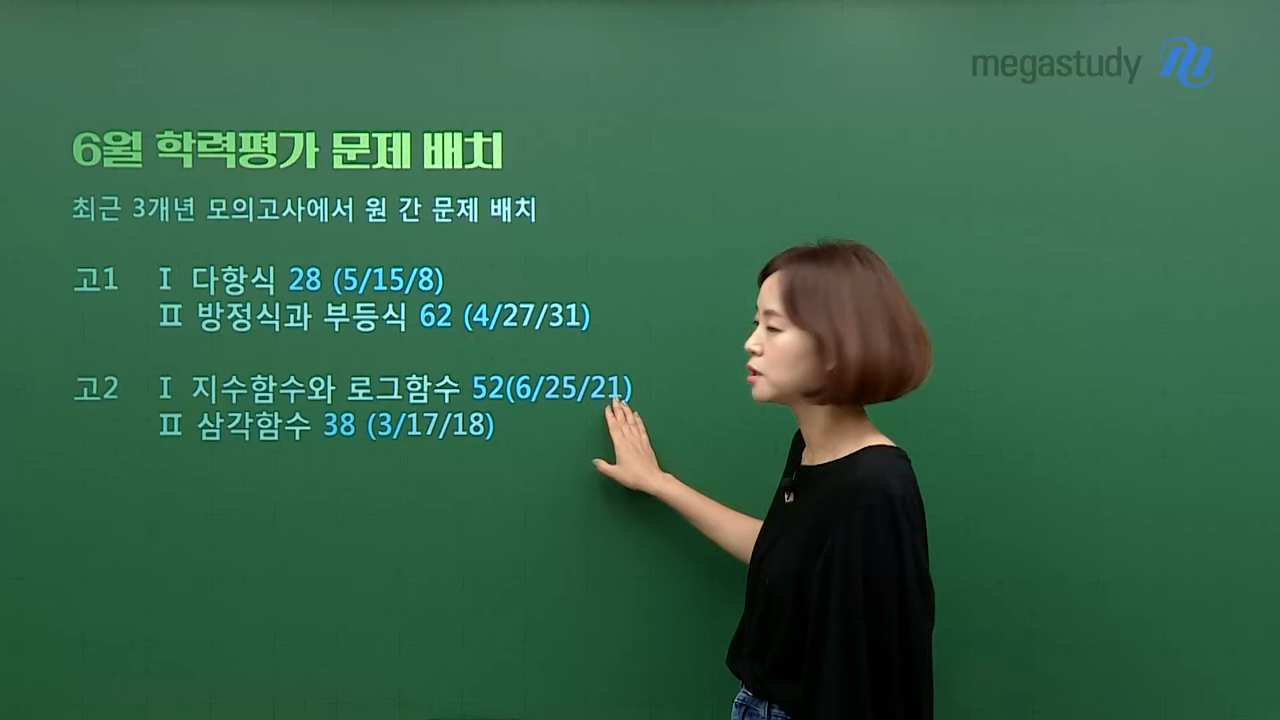 megastudy
6월 학력평가 문제 배치
최근 3개년 모의고사에서 원 간 문제 배치
고1 Ⅰ 다항식 28 (5/15/8)
Ⅱ 방정식과 부등식 62 (4/27/31)
고2 Ⅰ 지수함수와 로그함수 52(6/25/21)
Ⅱ 삼각함수 38 (3/17/18)